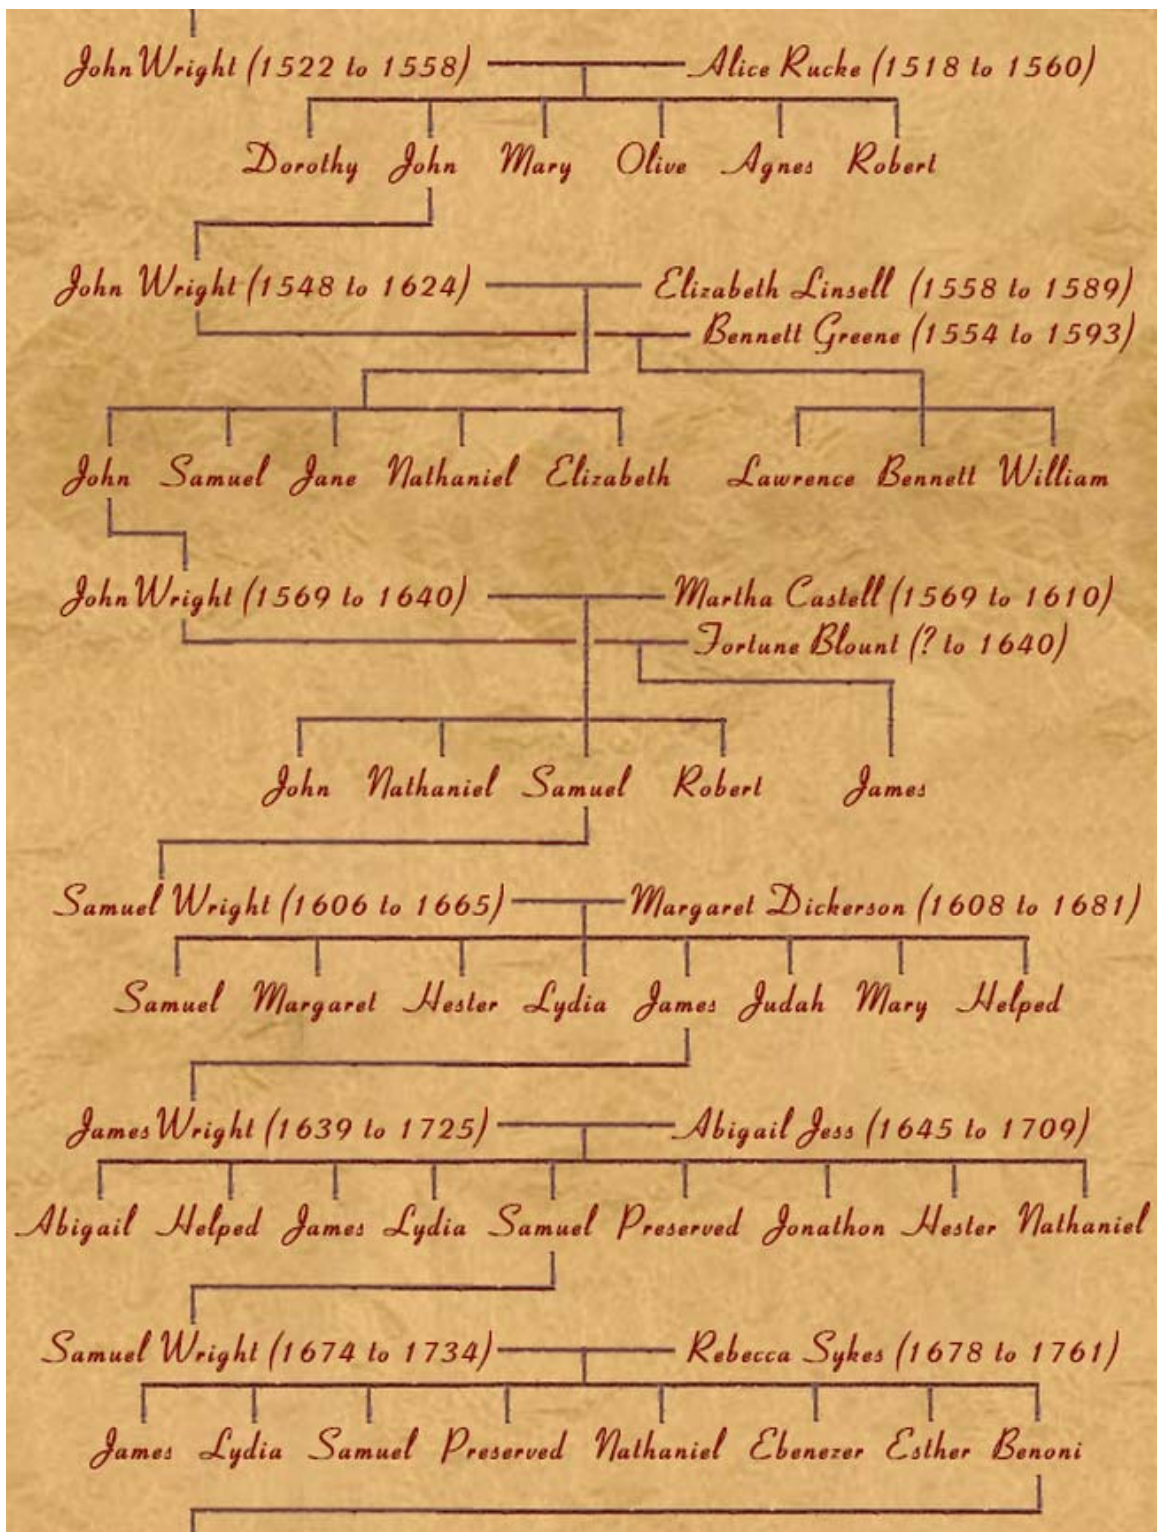 John Wright (1522 to 1558) Alice Rucke (1518 to 1560)
Dorothy John Mary Olive Agnes Robert
John Wright (1548 to 1624) Elizabeth Linsell (1558 to 1589)
Bennett Greene (1554 to 1593)
John Samuel Jane Nathaniel Elizabeth Lawrence Bennett William
John Wright (1569 to 1640) Martha Castell (1569 to 1610)
Fortune Blount (? to 1640)
John Nathaniel Samuel Robert James
Samuel Wright (1606 to 1665) Margaret Dickerson (1608 to 1681)
Samuel Margaret Hester Lydia James Judah Mary Helped
James Wright (1639 to 1725) Abigail Jess (1645 to 1709)
Abigail Helped James Lydia Samuel Preserved Jonathon Hester Nathaniel
Samuel Wright (1674 to 1734) Rebecca Sykes (1678 to 1761)
James Lydia Samuel Preserved Nathaniel Ebenezer Esther Benoni